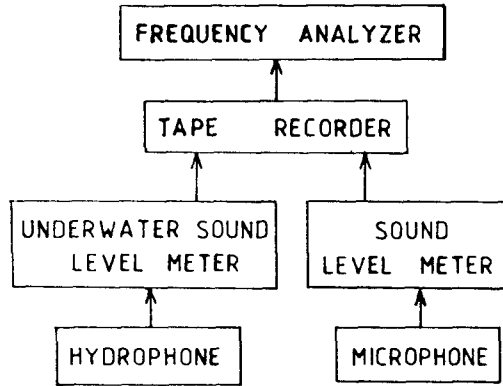 FREQUENCY ANALYZER
TAPE RECORDER
UNDERWATER SOUND
LEVEL METER
SOUND
LEVEL METER
HYDROPHONE
MICROPHONE